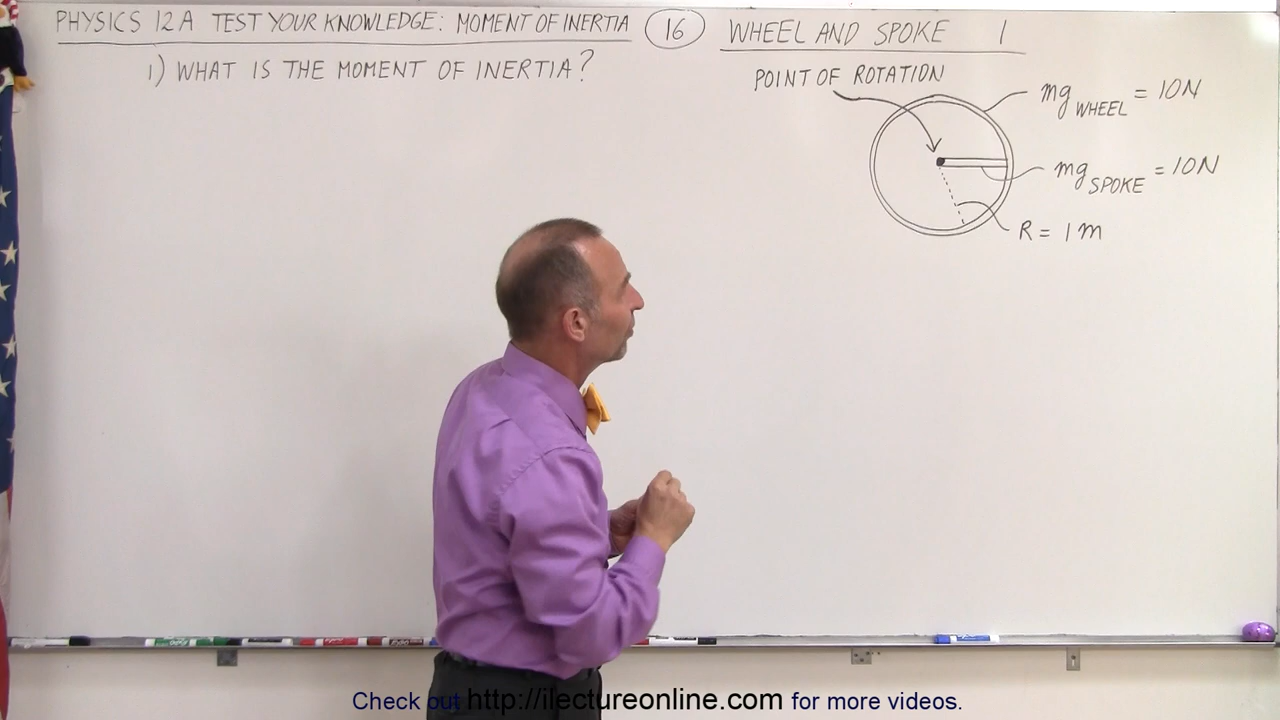 PHYSICS 12A TEST YOUR KNOWLEDGE: MOMENT OF INERTIA 16 WHEEL AND SPOKE 1
1) WHAT IS THE MOMENT OF INERTIA?
POINT OF ROTATION
mg WHEEL = 10N
mg SPOKE = 10N
R = 1m
Check out http://ilectureonline.com for more videos.